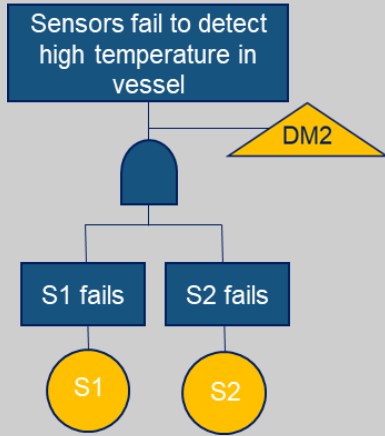 Sensors fail to detect
high temperature in
vessel
DM2
S1 fails
S2 fails
S1
S2